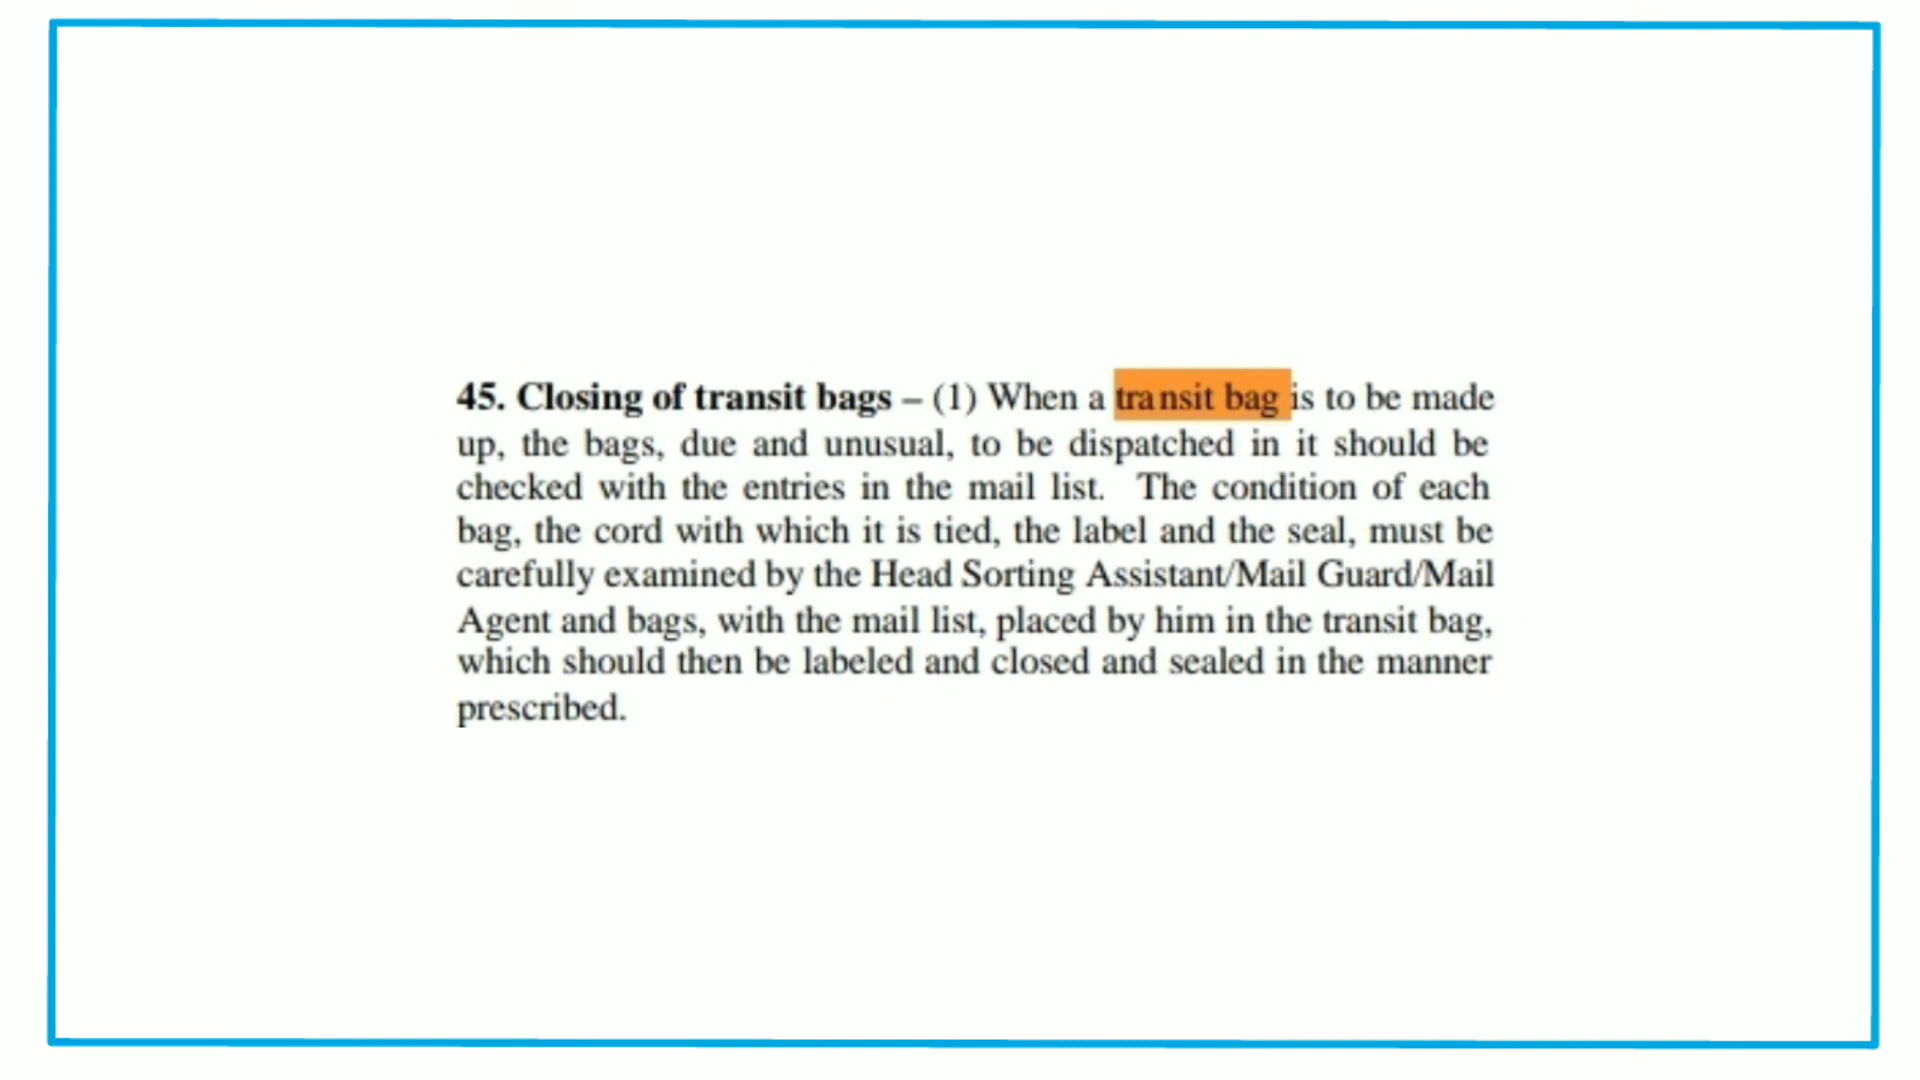 45. Closing of transit bags – (1) When a transit bag is to be made
up, the bags, due and unusual, to be dispatched in it should be
checked with the entries in the mail list. The condition of each
bag, the cord with which it is tied, the label and the seal, must be
carefully examined by the Head Sorting Assistant/Mail Guard/Mail
Agent and bags, with the mail list, placed by him in the transit bag,
which should then be labeled and closed and sealed in the manner
prescribed.